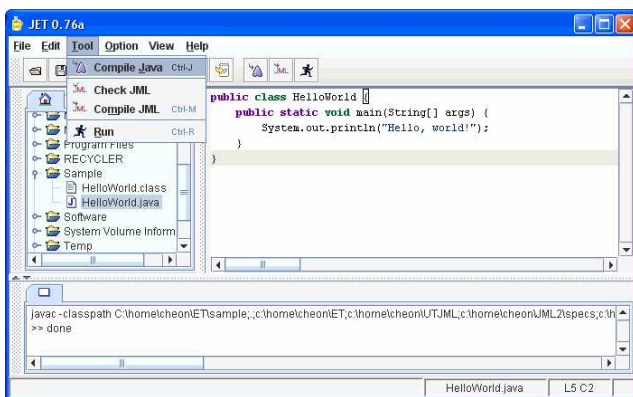 JET 0.76a
File Edit Tool Option View Help
Compile Java Ctrl-J
JML
Check JML
Compile JML Ctrl-M
Run Ctrl-R
Program Files
RECYCLER
Sample
HelloWorld.class
HelloWorld.java
Software
System Volume Inform
Temp
public class HelloWorld {
public static void main(String[] args) {
System.out.println("Hello, world!");
}
}
javac -classpath C:\home\cheon\ET\sample;.;c:\home\cheon\ET;c:\home\cheon\UTJML;c:\home\cheon\JML2\specs;c:\h
>> done
HelloWorld.java L5 C2